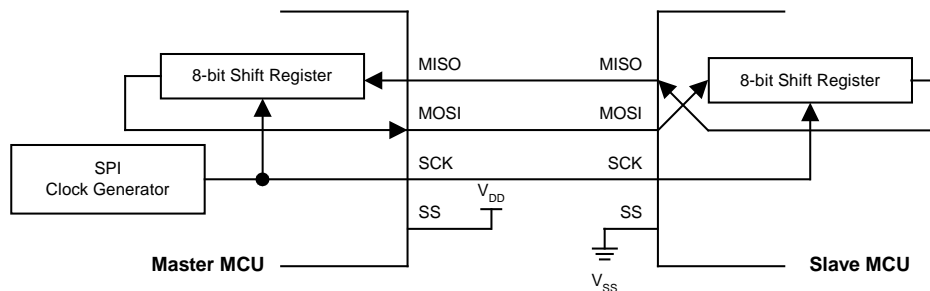 8-bit Shift Register
MISO
MISO
8-bit Shift Register
MOSI
MOSI
SPI
Clock Generator
SCK
SCK
VDD
SS
SS
VSS
Master MCU
Slave MCU